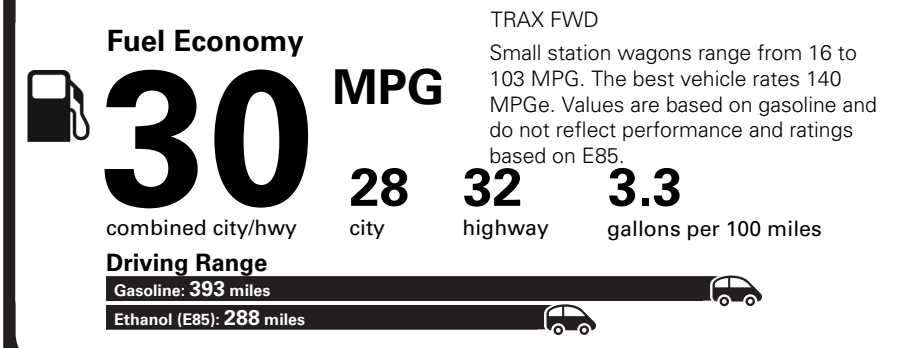 Fuel Economy
30
MPG
combined city/hwy
TRAX FWD
Small station wagons range from 16 to
103 MPG. The best vehicle rates 140
MPGe. Values are based on gasoline and
do not reflect performance and ratings
based on E85.
28
city
32
highway
3.3
gallons per 100 miles
Driving Range
Gasoline: 393 miles
Ethanol (E85): 288 miles